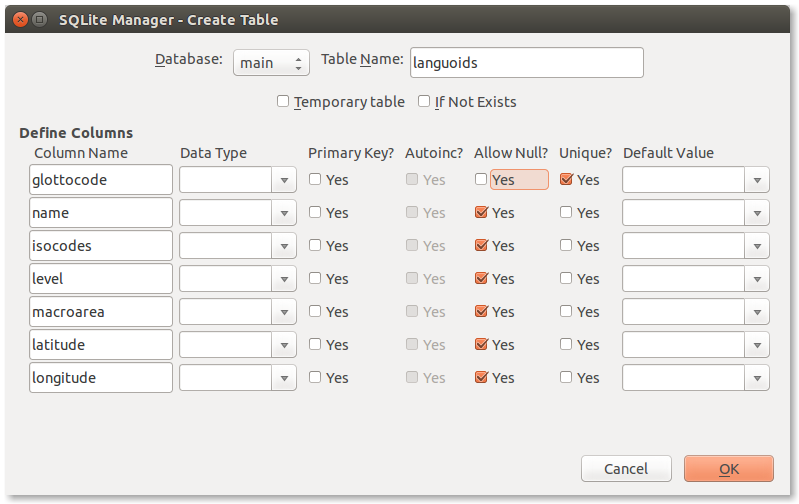 SQLite Manager - Create Table
Database: main Table Name: languoids
Temporary table If Not Exists
Define Columns
Column Name Data Type Primary Key? Autoinc? Allow Null? Unique? Default Value
glottocode Yes Yes Yes Yes
name Yes Yes Yes Yes
isocodes Yes Yes Yes Yes
level Yes Yes Yes Yes
macroarea Yes Yes Yes Yes
latitude Yes Yes Yes Yes
longitude Yes Yes Yes Yes
Cancel OK